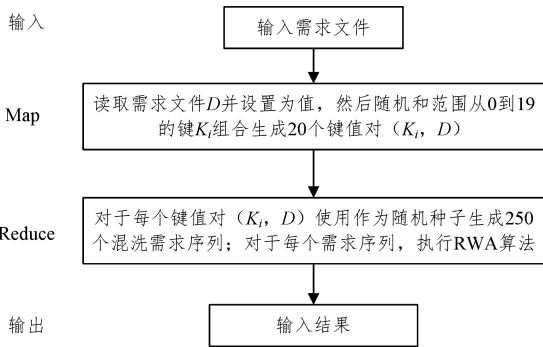 输入
输入需求文件
Map
读取需求文件D并设置为值，然后随机和范围从0到19
的键Ki组合生成20个键值对（Ki，D）
Reduce
对于每个键值对（Ki，D）使用作为随机种子生成250
个混洗需求序列；对于每个需求序列，执行RWA算法
输出
输入结果